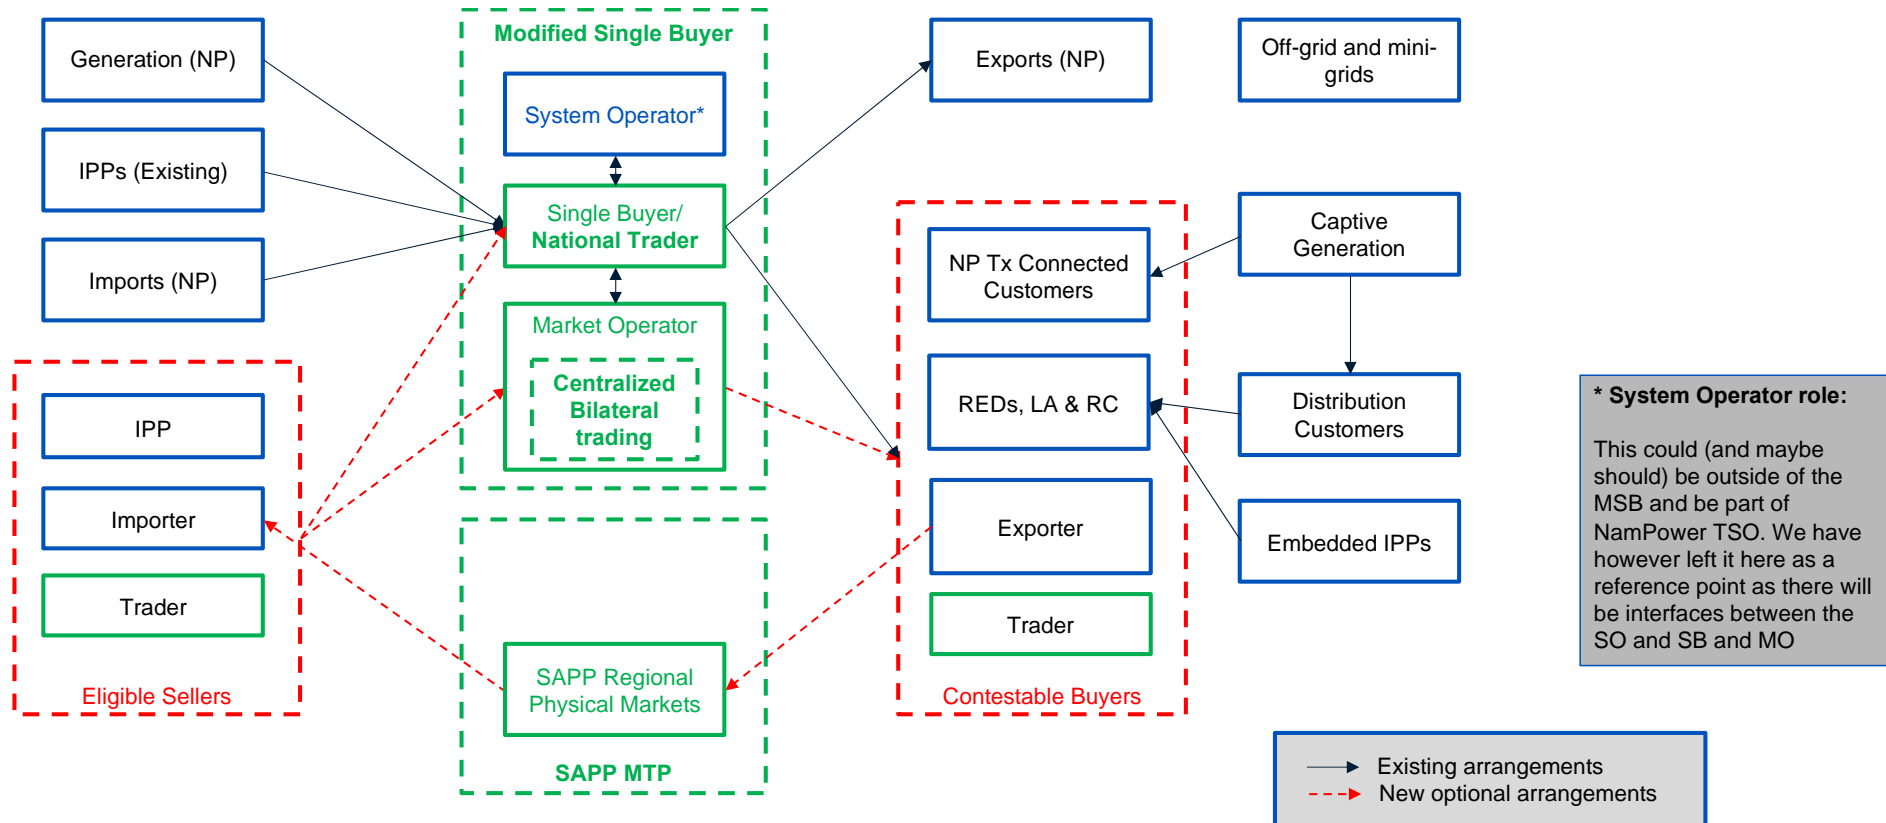 Generation (NP)
IPPs (Existing)
Imports (NP)
IPP
Importer
Trader
Eligible Sellers
Modified Single Buyer
System Operator*
Single Buyer/
National Trader
Market Operator
Centralized
Bilateral
trading
SAPP Regional
Physical Markets
SAPP MTP
Exports (NP)
NP Tx Connected
Customers
REDs, LA & RC
Exporter
Trader
Contestable Buyers
Off-grid and mini-
grids
Captive
Generation
Distribution
Customers
Embedded IPPs
* System Operator role:
This could (and maybe
should) be outside of the
MSB and be part of
NamPower TSO. We have
however left it here as a
reference point as there will
be interfaces between the
SO and SB and MO
Existing arrangements
New optional arrangements